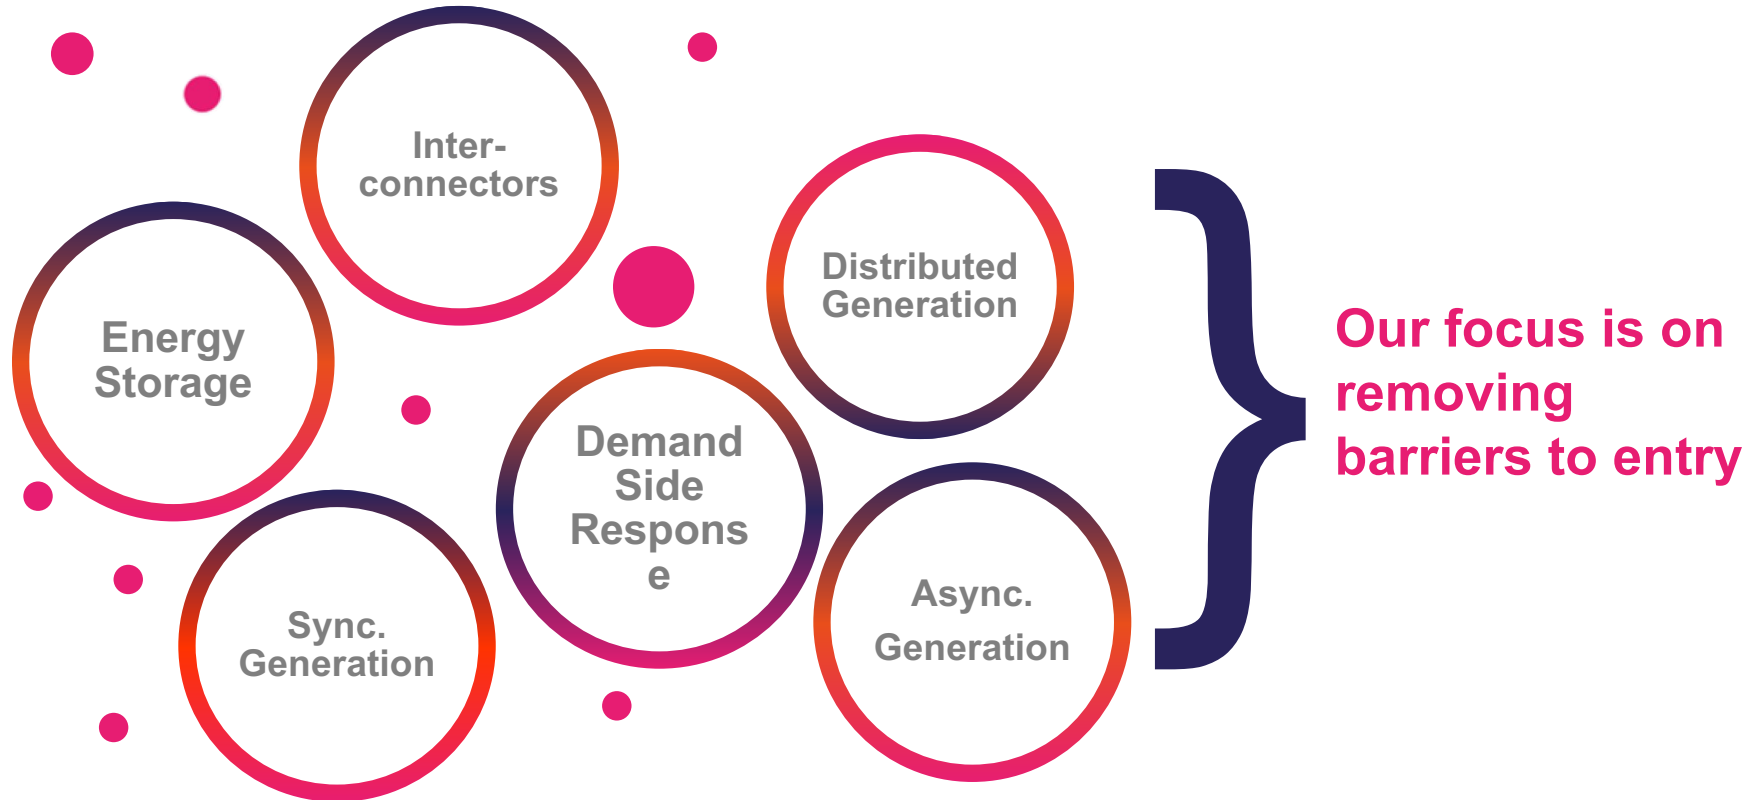 Inter-
connectors
Distributed
Generation
Energy
Storage
Demand
Side
Respons
e
Async.
Generation
Sync.
Generation
Our focus is on
removing
barriers to entry